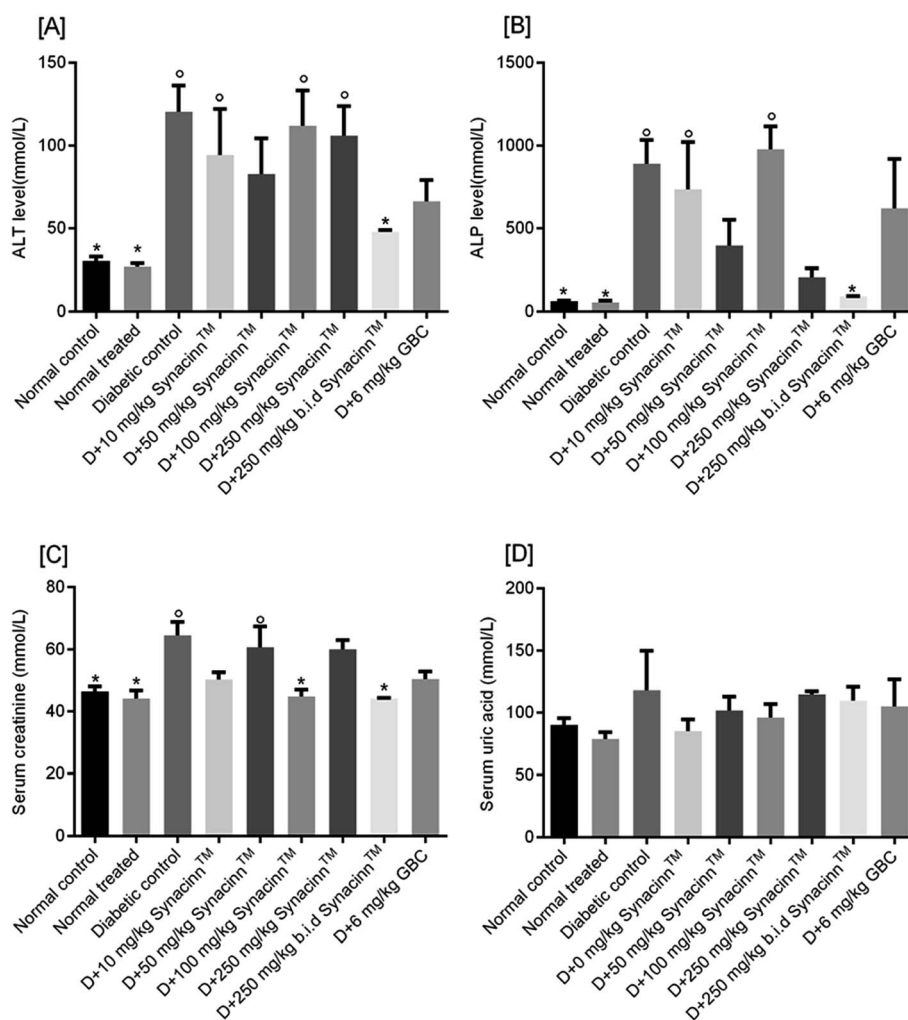 [A]
ALT level(mmol/L)
150
100
50
0
° ° ° °
* * *
Normal control
Normal treated
Diabetic control
D+10 mg/kg Synacinn™
D+50 mg/kg Synacinn™
D+100 mg/kg Synacinn™
D+250 mg/kg Synacinn™
D+250 mg/kg b.i.d Synacinn™
D+6 mg/kg GBC
[B]
ALP level(mmol/L)
1500
1000
500
0
° ° °
* * *
Normal control
Normal treated
Diabetic control
D+10 mg/kg Synacinn™
D+50 mg/kg Synacinn™
D+100 mg/kg Synacinn™
D+250 mg/kg Synacinn™
D+250 mg/kg b.i.d Synacinn™
D+6 mg/kg GBC
[C]
Serum creatinine (mmol/L)
80
60
40
20
0
° °
* * * *
Normal control
Normal treated
Diabetic control
D+10 mg/kg Synacinn™
D+50 mg/kg Synacinn™
D+100 mg/kg Synacinn™
D+250 mg/kg Synacinn™
D+250 mg/kg b.i.d Synacinn™
D+6 mg/kg GBC
[D]
Serum uric acid (mmol/L)
200
150
100
50
0
Normal control
Normal treated
Diabetic control
D+0 mg/kg Synacinn™
D+50 mg/kg Synacinn™
D+100 mg/kg Synacinn™
D+250 mg/kg Synacinn™
D+250 mg/kg b.i.d Synacinn™
D+6 mg/kg GBC